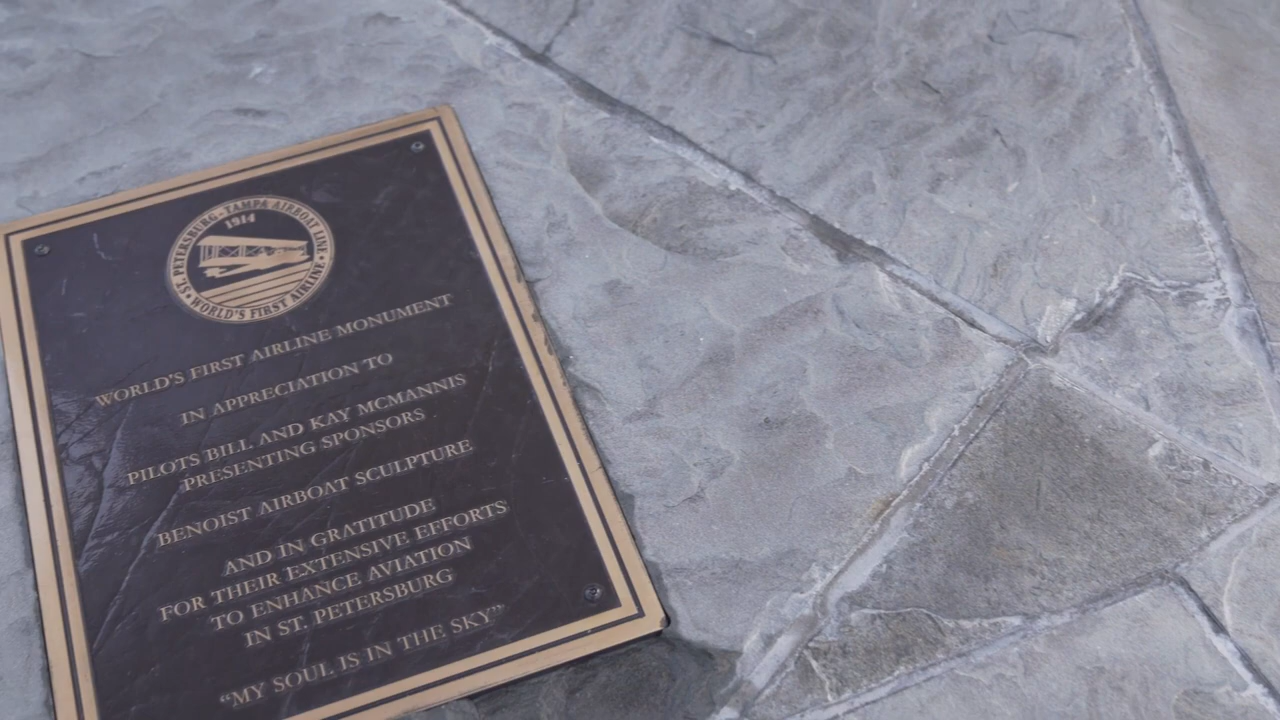 ST. PETERSBURG - TAMPA AIRBOAT LINE
1914
• WORLD'S FIRST AIRLINE •
WORLD'S FIRST AIRLINE MONUMENT
IN APPRECIATION TO
PILOTS BILL AND KAY MCMANNIS
PRESENTING SPONSORS
BENOIST AIRBOAT SCULPTURE
AND IN GRATITUDE
FOR THEIR EXTENSIVE EFFORTS
TO ENHANCE AVIATION
IN ST. PETERSBURG
“MY SOUL IS IN THE SKY”